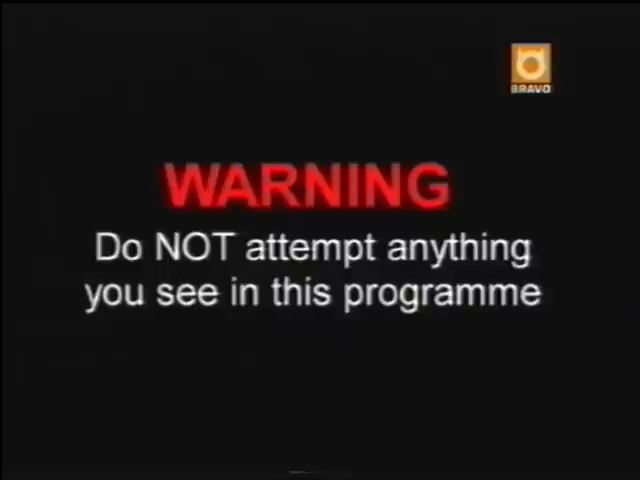 BRAVO
WARNING
Do NOT attempt anything
you see in this programme